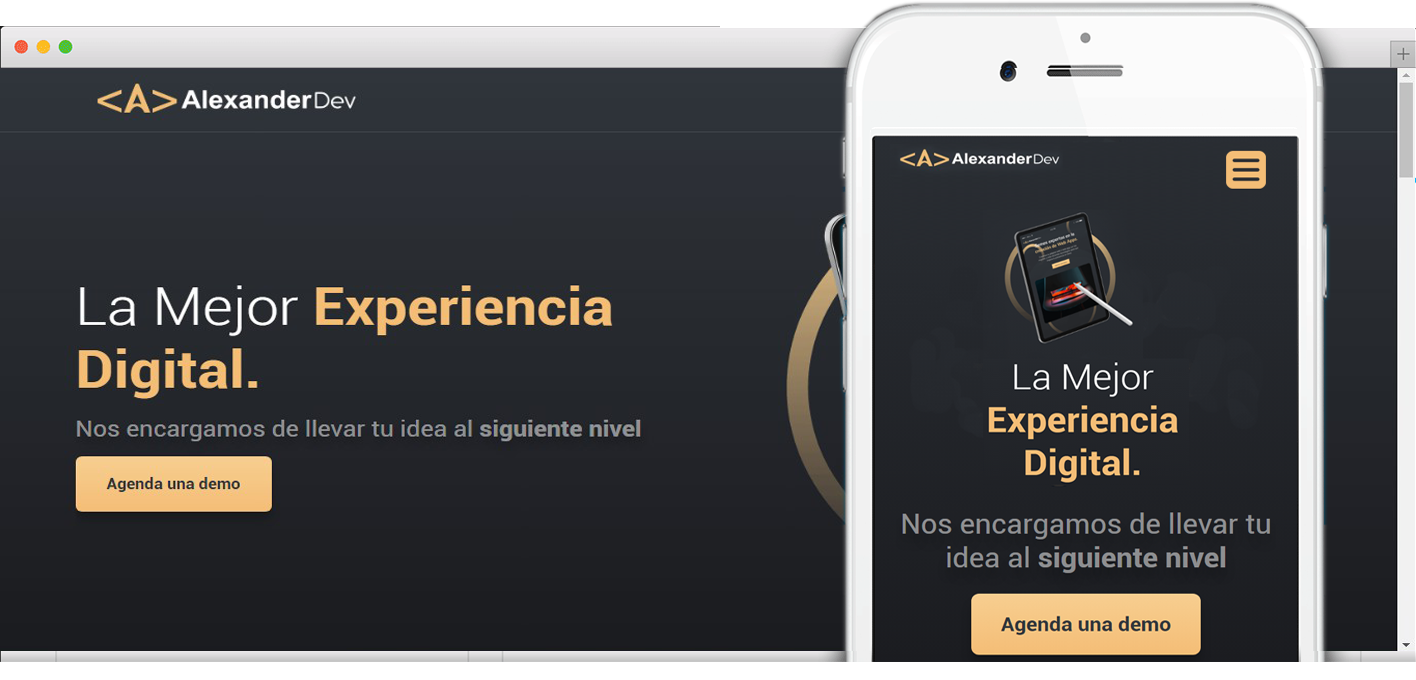 <A> AlexanderDev
La Mejor Experiencia
Digital.
Nos encargamos de llevar tu idea al siguiente nivel
Agenda una demo
<A> AlexanderDev
La Mejor
Experiencia
Digital.
Nos encargamos de llevar tu
idea al siguiente nivel
Agenda una demo